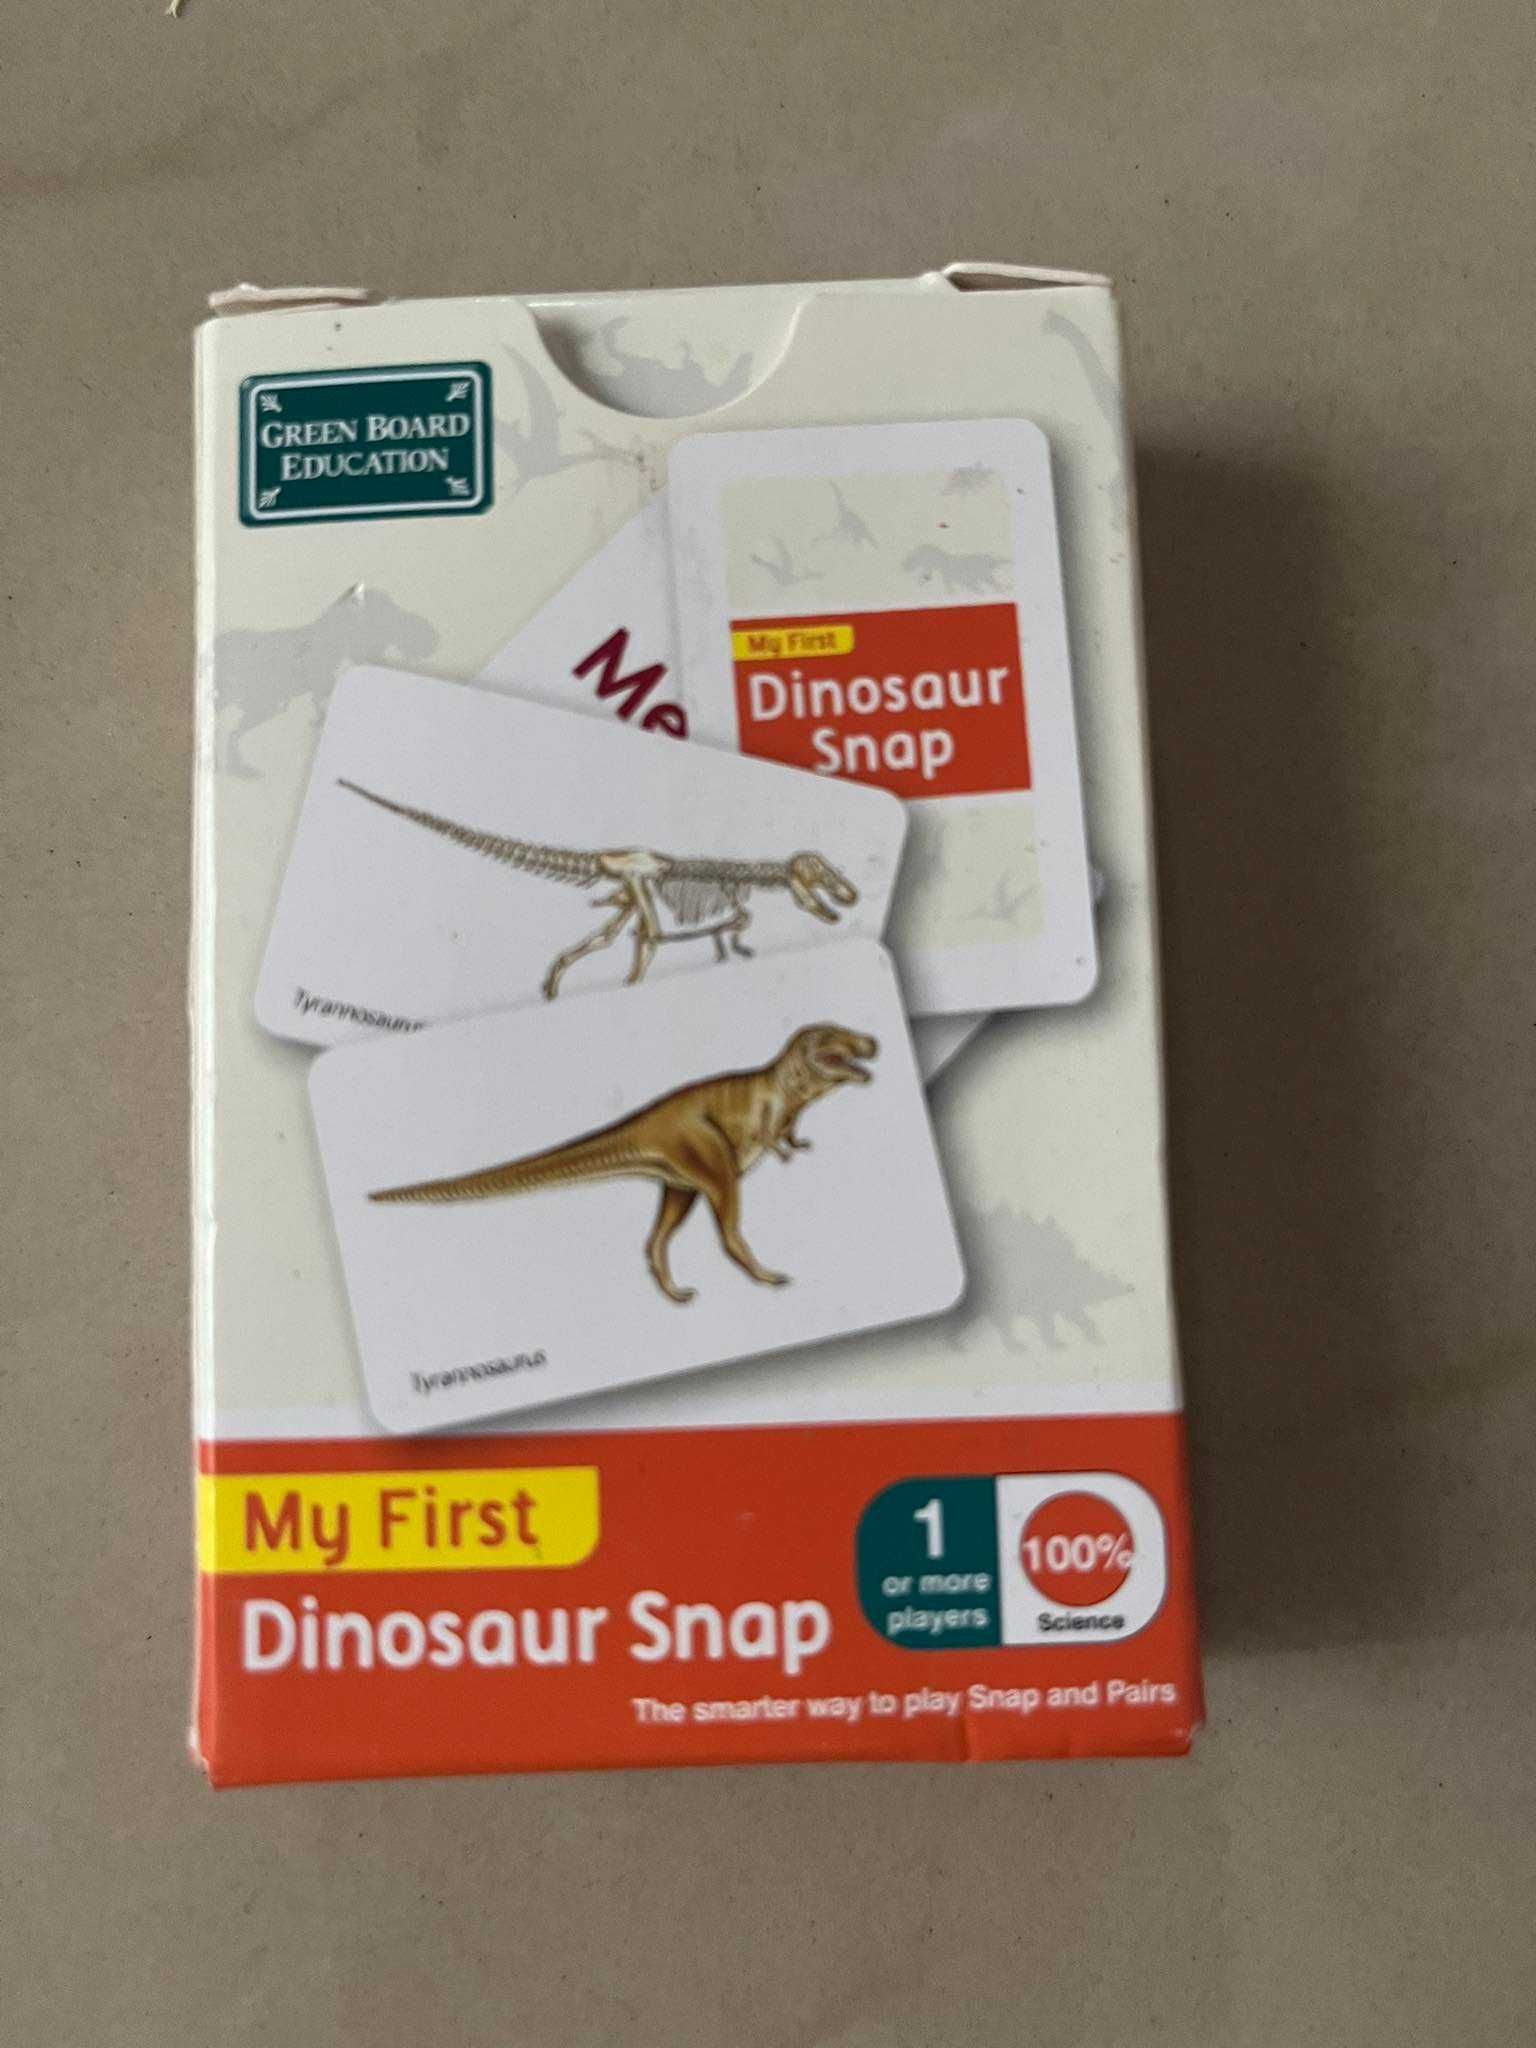 GREEN BOARD
EDUCATION
Me
My First
Dinosaur
Snap
Tyrannosaurus
Tyrannosaurus
My First
Dinosaur Snap
1
or more
players
100%
Science
The smarter way to play Snap and Pairs